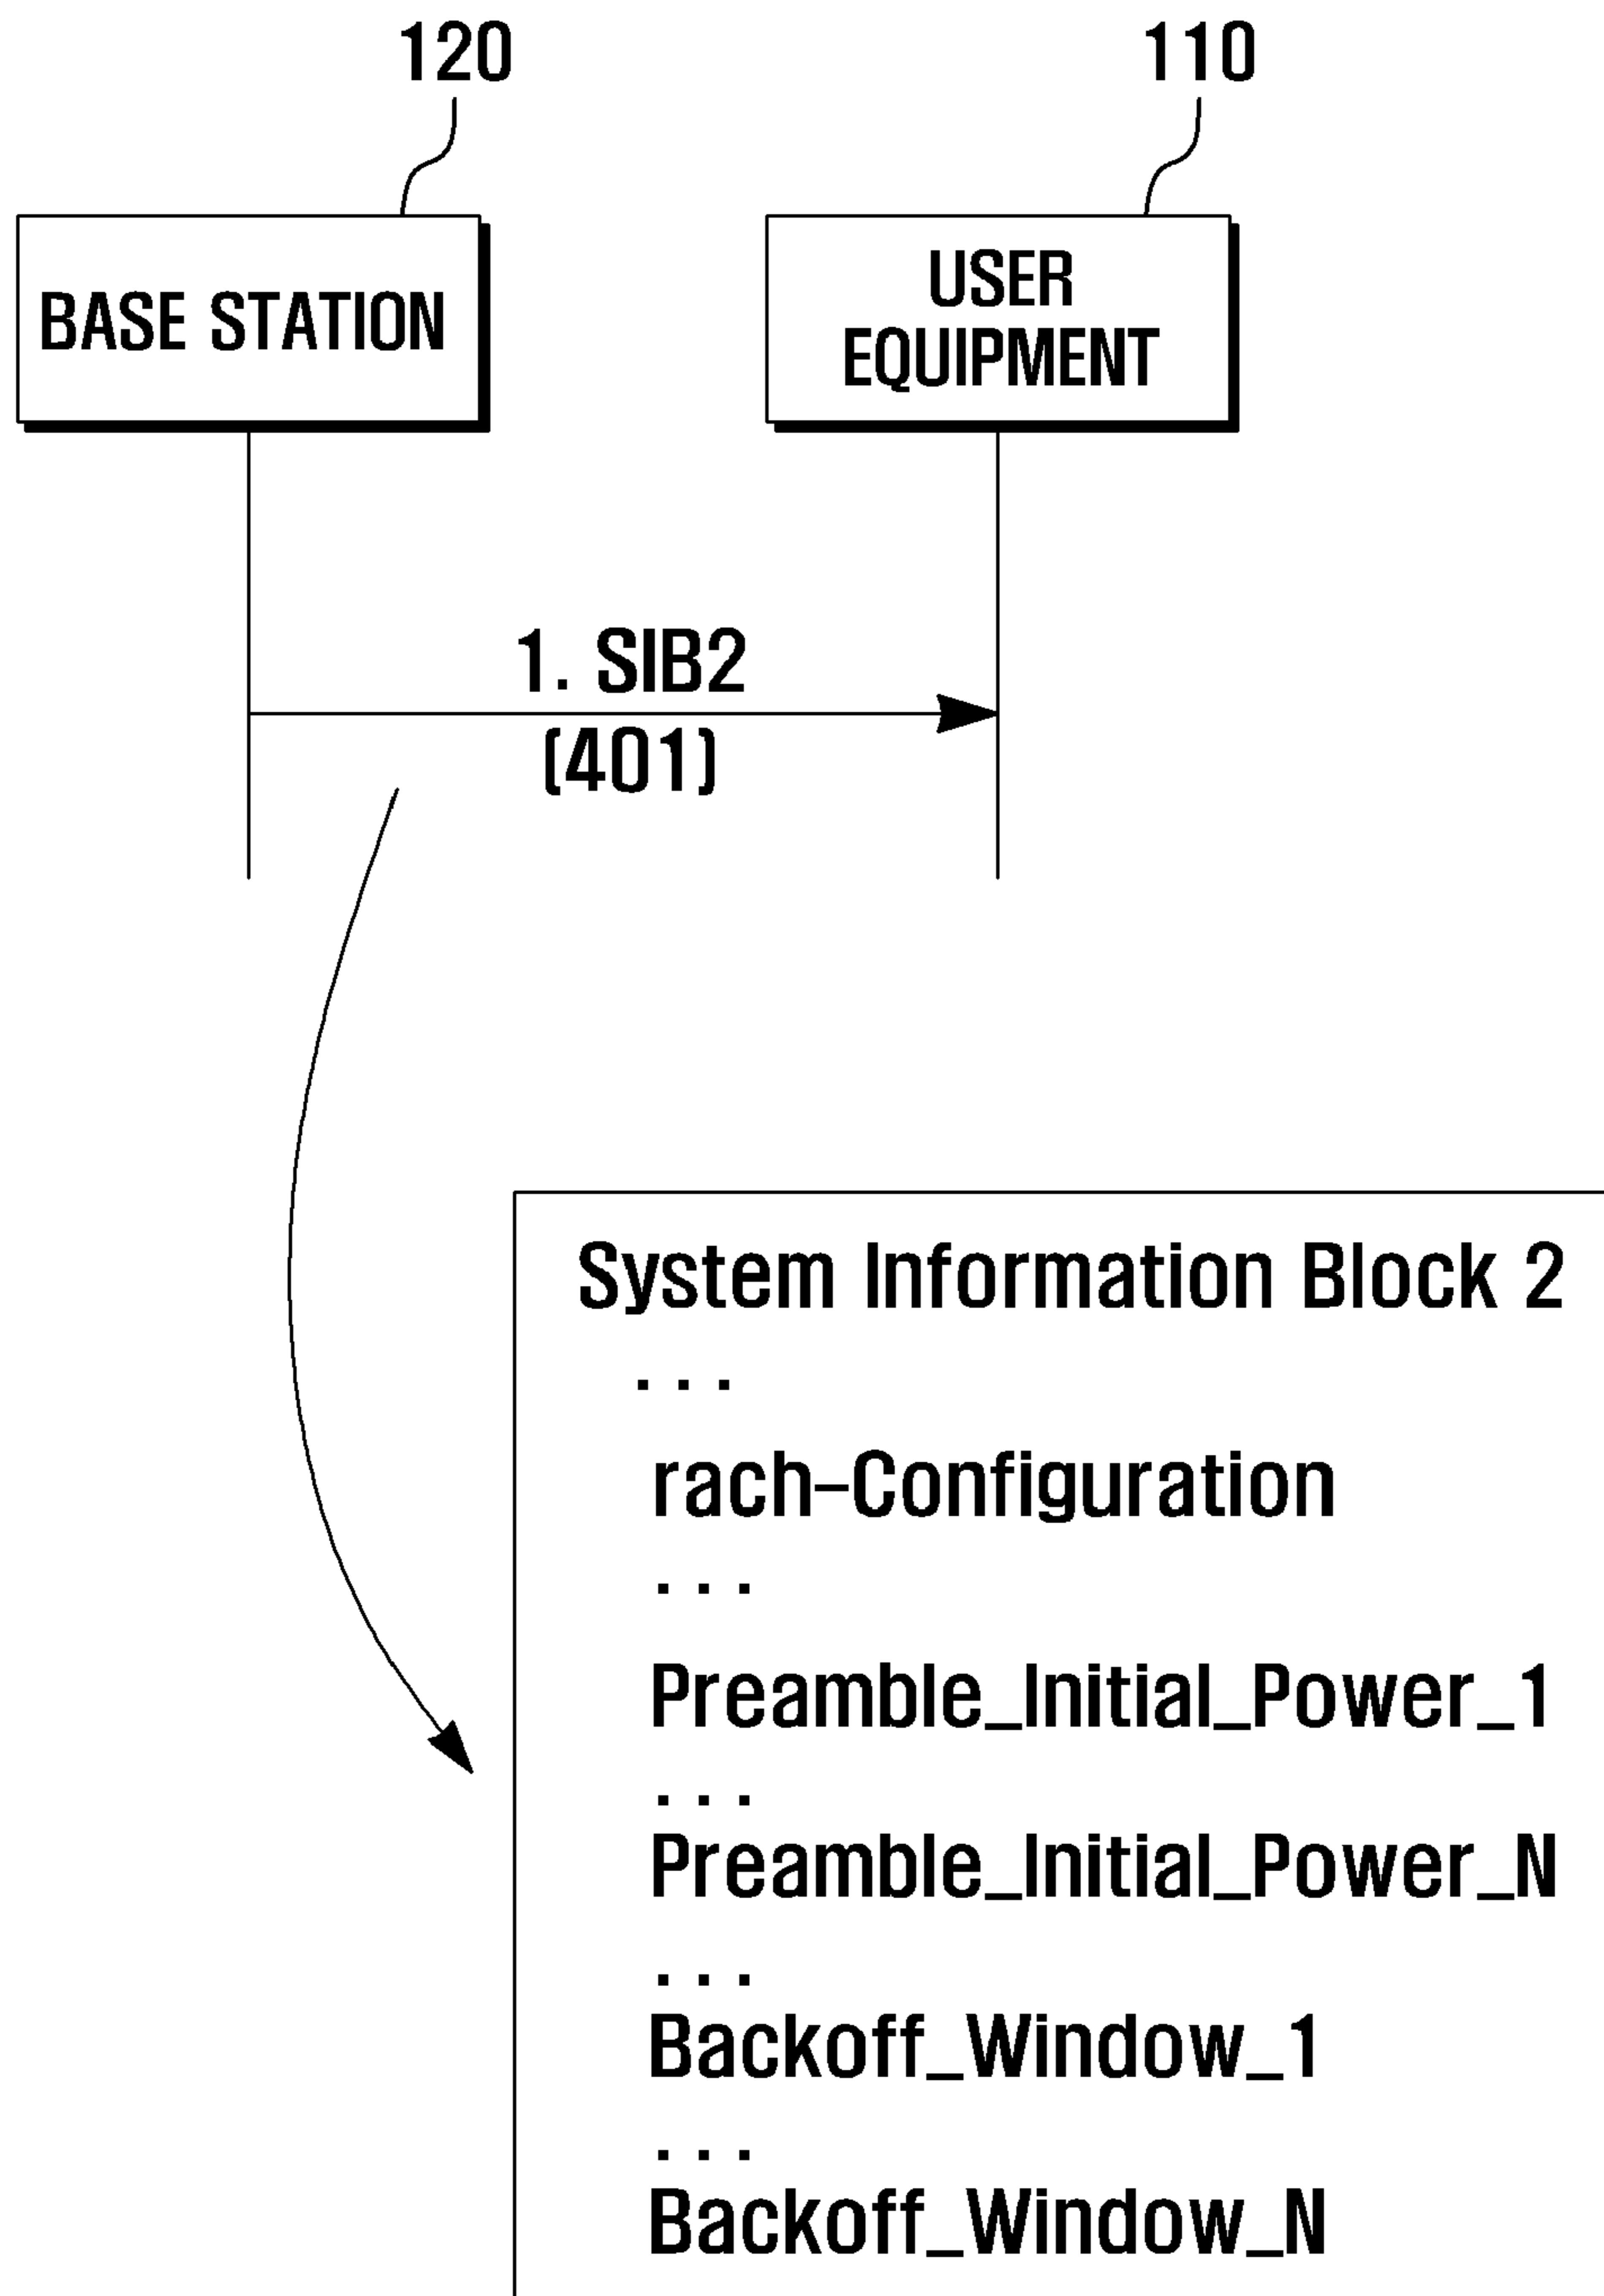 120
110
BASE STATION
USER
EQUIPMENT
1. SIB2
(401)
System Information Block 2
...
rach-Configuration
...
Preamble_Initial_Power_1
...
Preamble_Initial_Power_N
...
Backoff_Window_1
...
Backoff_Window_N